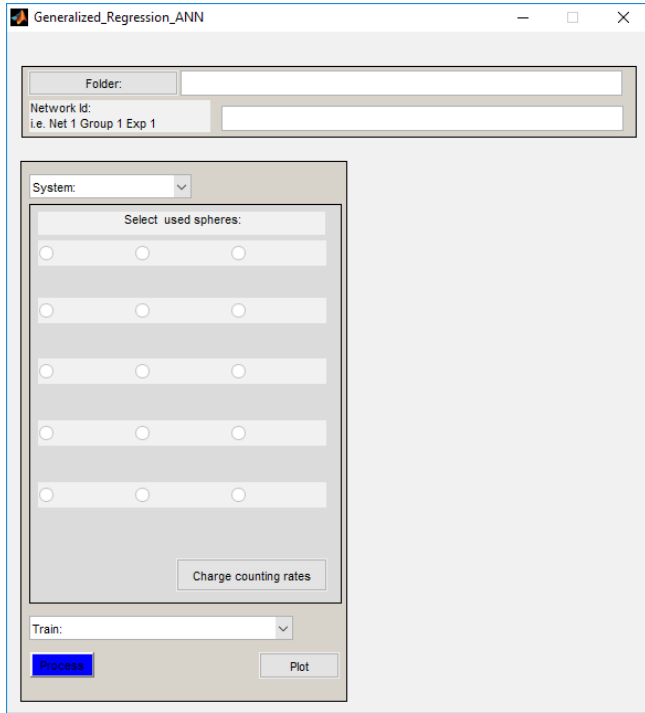 Generalized_Regression_ANN
Folder:
Network Id:
i.e. Net 1 Group 1 Exp 1
System:
Select used spheres:
Charge counting rates
Train:
Process
Plot